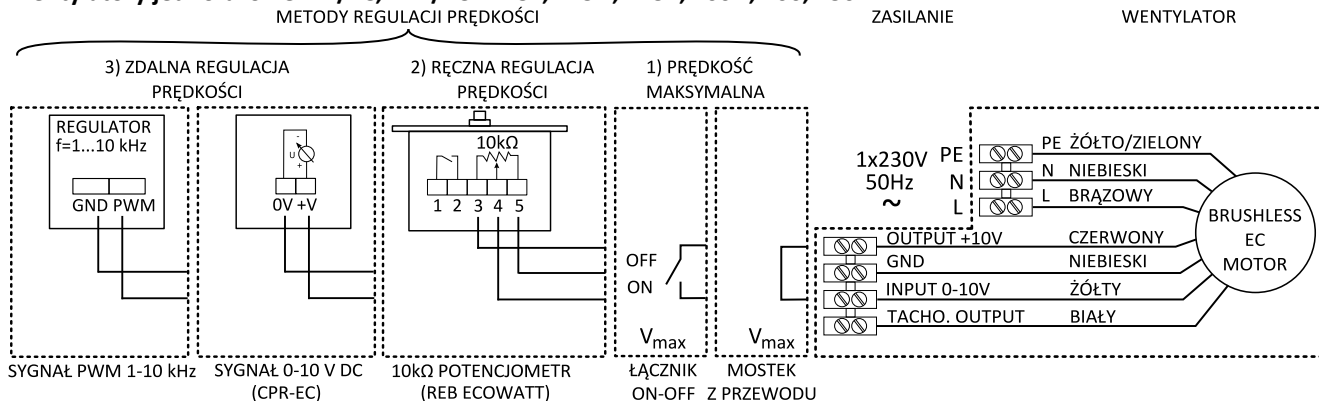 METODY REGULACJI PRĘDKOŚCI
ZASILANIE
WENTYLATOR
3) ZDALNA REGULACJA
PRĘDKOŚCI
2) RĘCZNA REGULACJA
PRĘDKOŚCI
1) PRĘDKOŚĆ
MAKSYMALNA
REGULATOR
f=1...10 kHz
GND PWM
-
U
+
0V +V
10kΩ
1 2 3 4 5
OFF
ON
Vmax
Vmax
1x230V
50Hz
~
PE
N
L
PE ŻÓŁTO/ZIELONY
N NIEBIESKI
L BRĄZOWY
OUTPUT +10V CZERWONY
GND NIEBIESKI
INPUT 0-10V ŻÓŁTY
TACHO. OUTPUT BIAŁY
BRUSHLESS
EC
MOTOR
SYGNAŁ PWM 1-10 kHz
SYGNAŁ 0-10 V DC
(CPR-EC)
10kΩ POTENCJOMETR
(REB ECOWATT)
ŁĄCZNIK
ON-OFF
MOSTEK
Z PRZEWODU